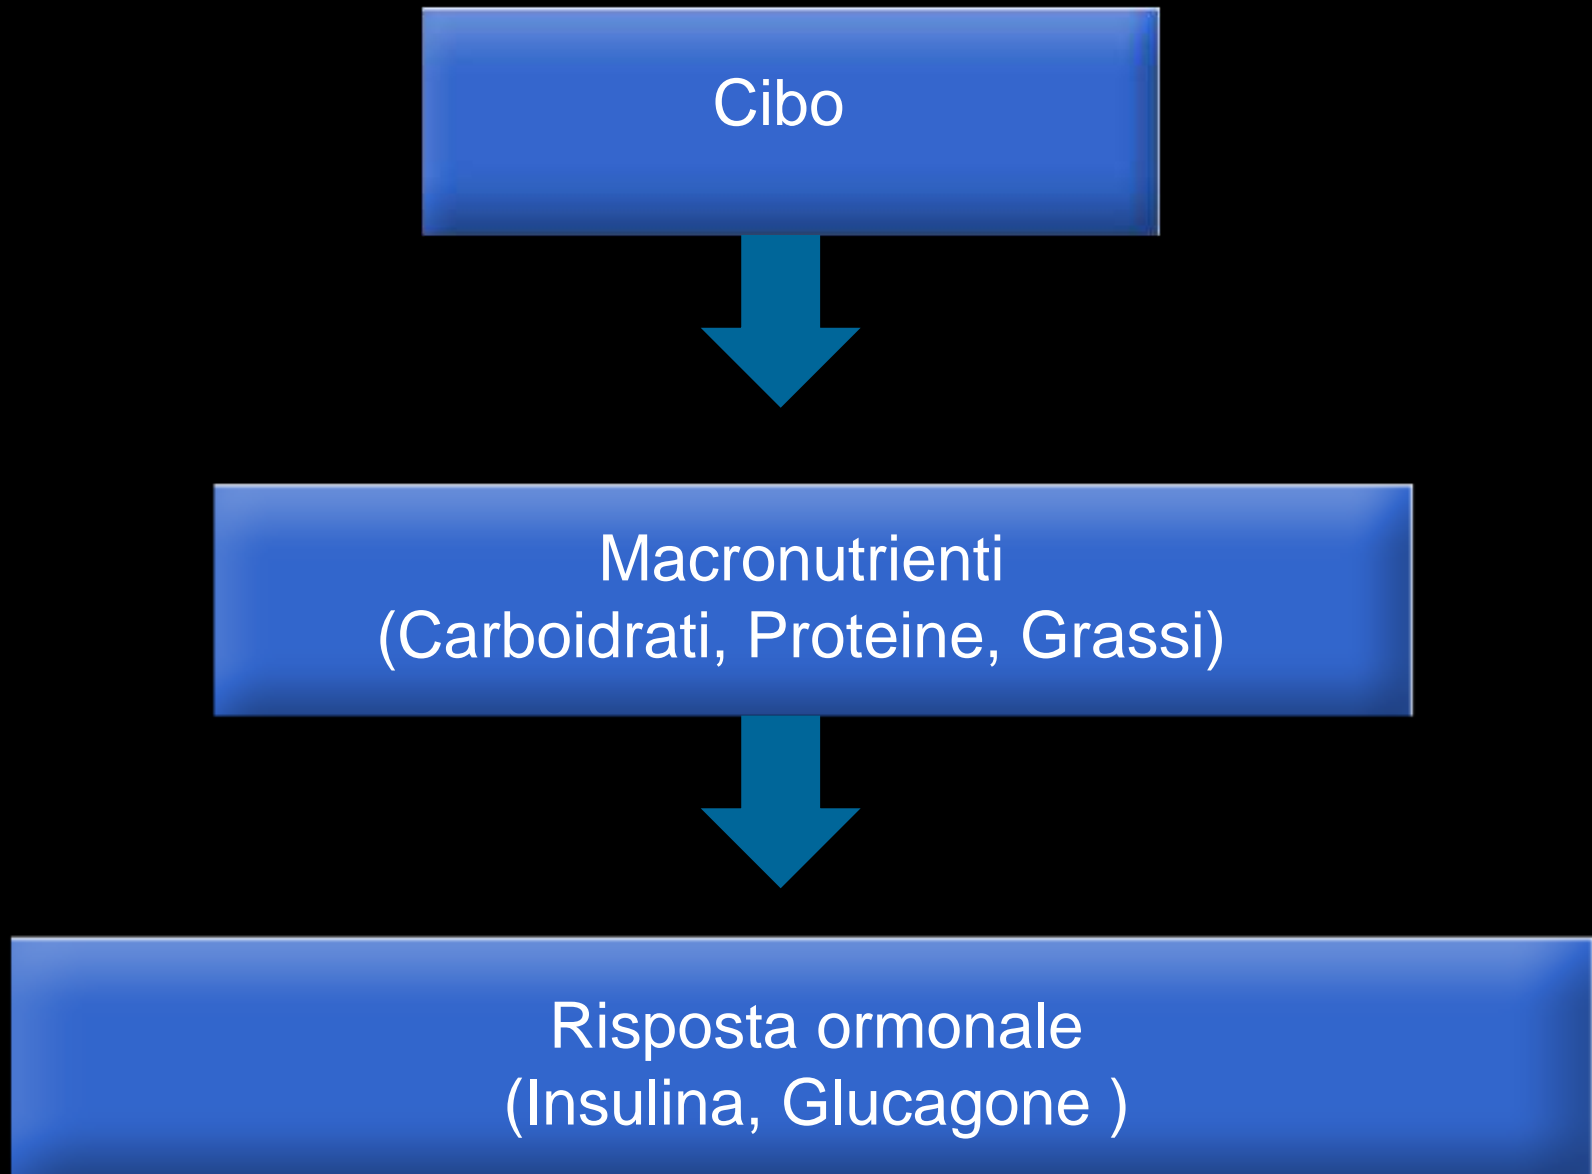 Cibo
Macronutrienti
(Carboidrati, Proteine, Grassi)
Risposta ormonale
(Insulina, Glucagone )